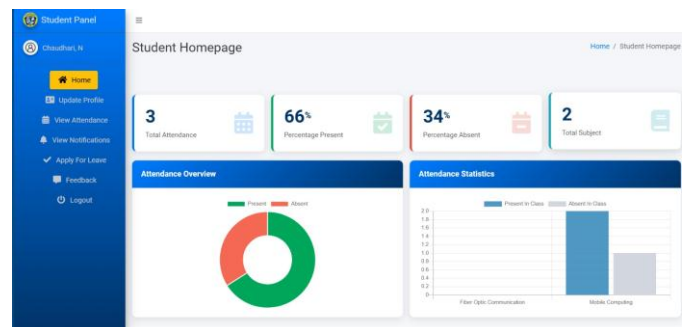 Student Panel
Chaudhari, N
Home
Update Profile
View Attendance
View Notifications
Apply For Leave
Feedback
Logout
Student Homepage
Home / Student Homepage
3
Total Attendance
66%
Percentage Present
34%
Percentage Absent
2
Total Subject
Attendance Overview
Present Absent
Attendance Statistics
Present In Class Absent In Class
2.0
1.8
1.6
1.4
1.2
1.0
0.8
0.6
0.4
0.2
0
Fiber Optic Communication Mobile Computing